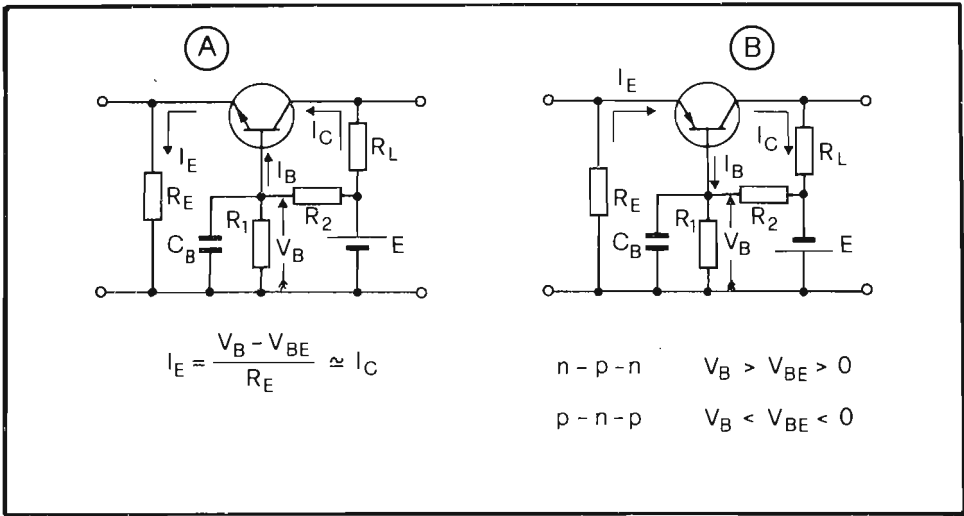 A
I_E
I_B
I_C
R_L
R_E
R_1
R_2
C_B
V_B
E
I_E = (V_B - V_BE) / R_E ≃ I_C
B
I_E
I_C
I_B
R_L
R_E
R_1
R_2
C_B
V_B
E
n - p - n V_B > V_BE > 0
p - n - p V_B < V_BE < 0